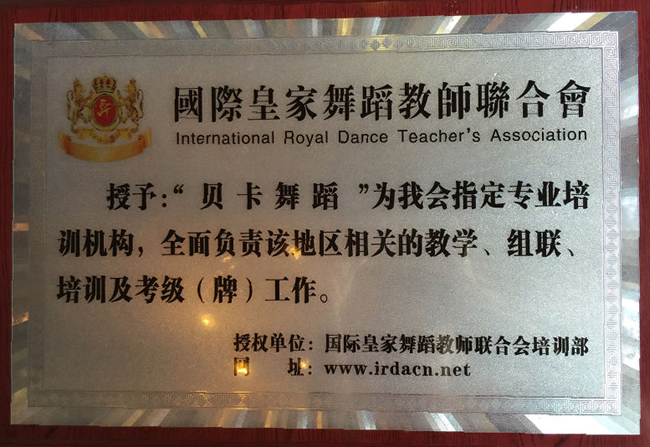 國際皇家舞蹈教師聯合會
International Royal Dance Teacher's Association
授予:“贝卡舞蹈”为我会指定专业培
训机构，全面负责该地区相关的教学、组联、
培训及考级（牌）工作。
授权单位：国际皇家舞蹈教师联合会培训部
网 址：www.irdacn.net